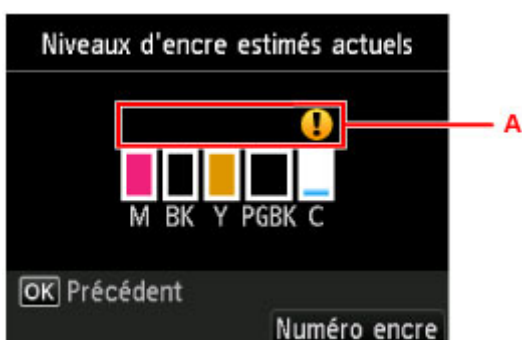 Niveaux d'encre estimés actuels
A
M BK Y PGBK C
OK Précédent
Numéro encre